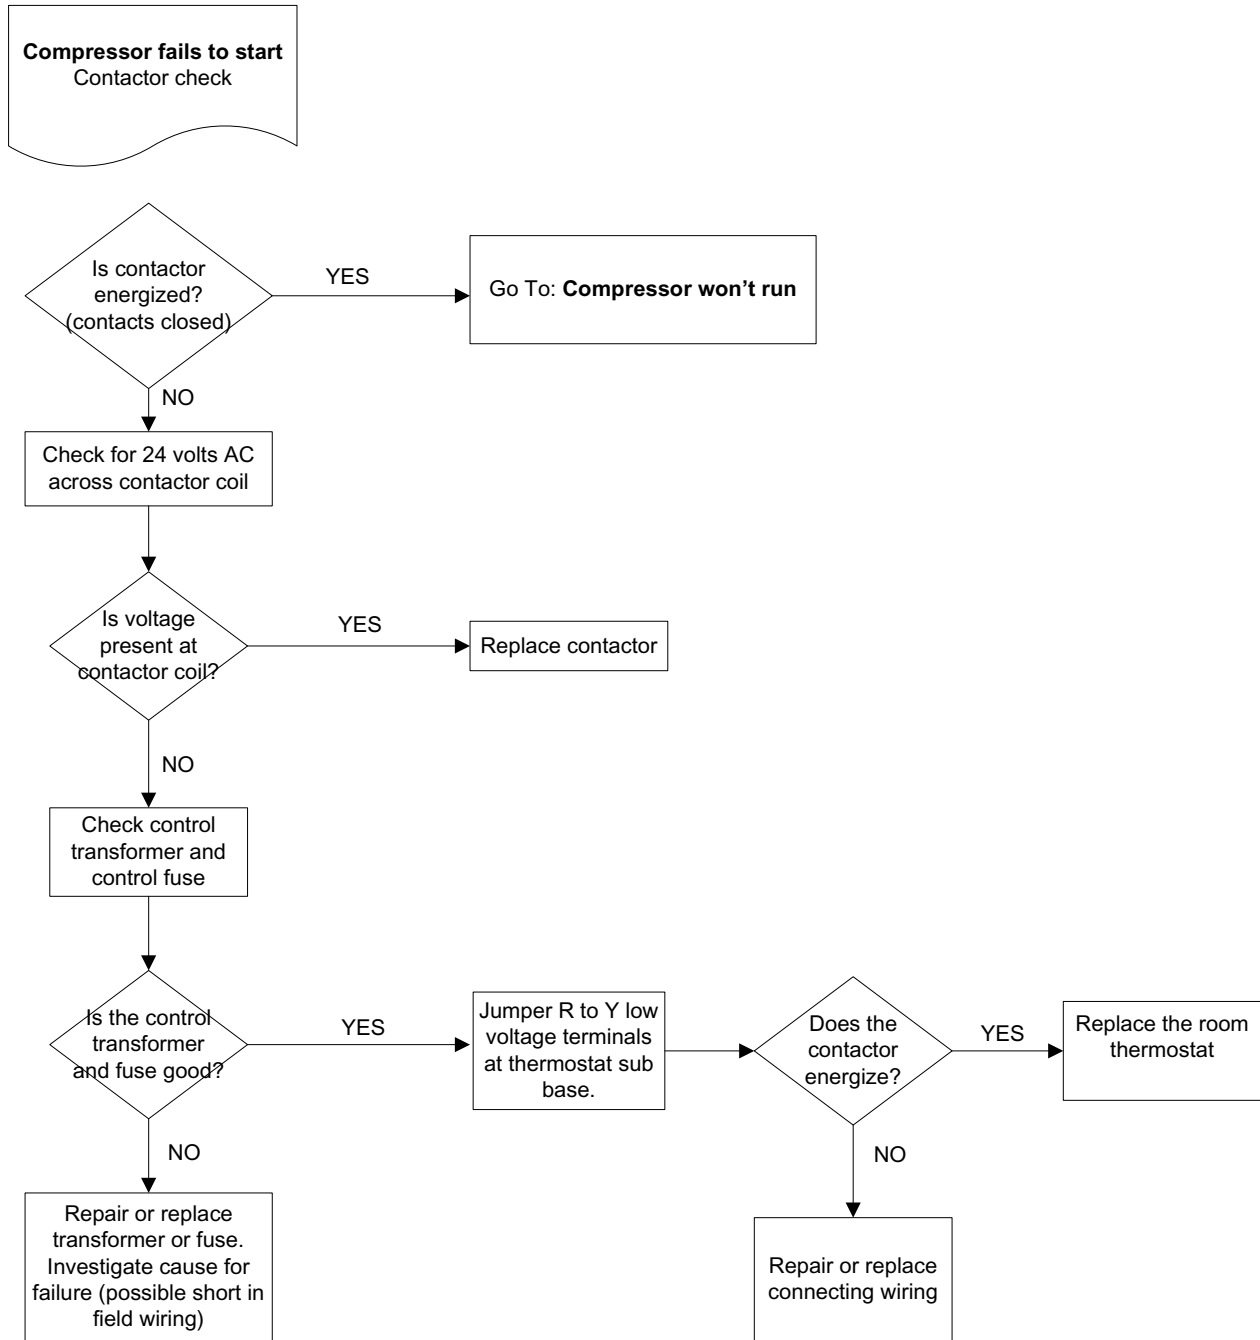 Compressor fails to start
Contactor check
Is contactor
energized?
(contacts closed)
YES
Go To: Compressor won’t run
NO
Check for 24 volts AC
across contactor coil
Is voltage
present at
contactor coil?
YES
Replace contactor
NO
Check control
transformer and
control fuse
Is the control
transformer
and fuse good?
YES
Jumper R to Y low
voltage terminals
at thermostat sub
base.
Does the
contactor
energize?
YES
Replace the room
thermostat
NO
Repair or replace
transformer or fuse.
Investigate cause for
failure (possible short in
field wiring)
NO
Repair or replace
connecting wiring